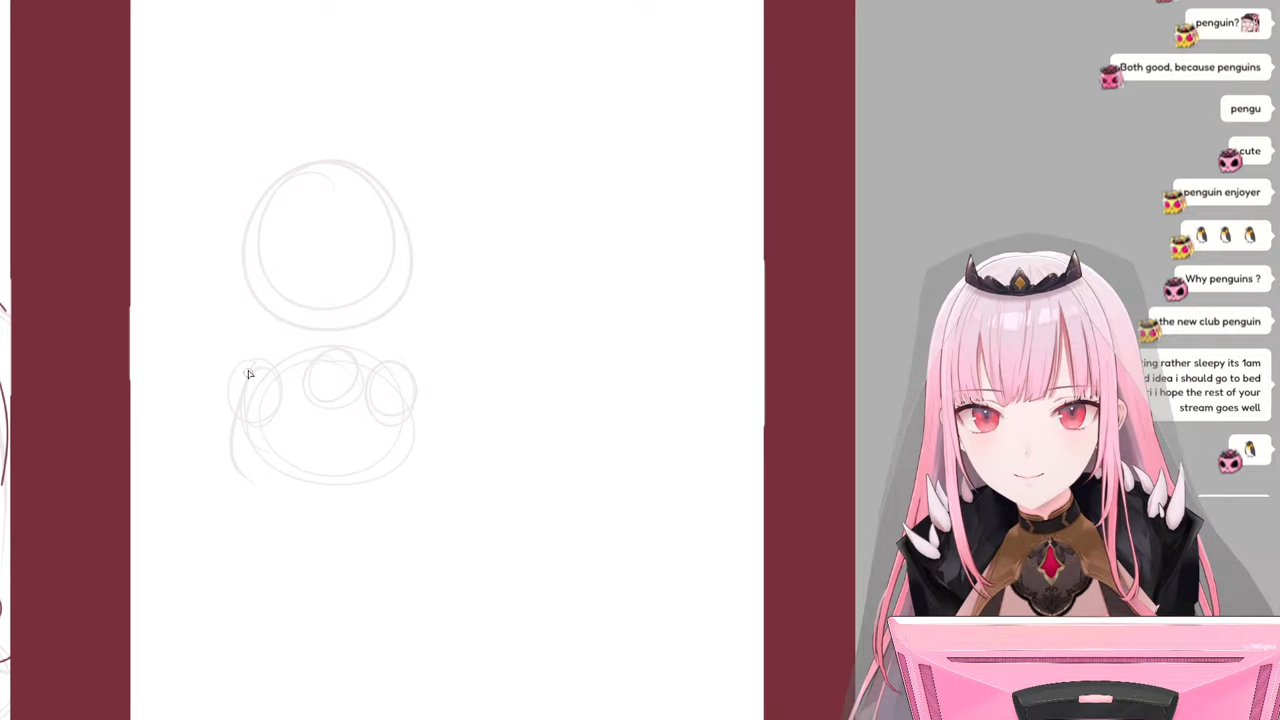 penguin?
Both good, because penguins
pengu
cute
penguin enjoyer
Why penguins ?
the new club penguin
rather sleepy its 1am
idea i should go to bed
i hope the rest of your
stream goes well